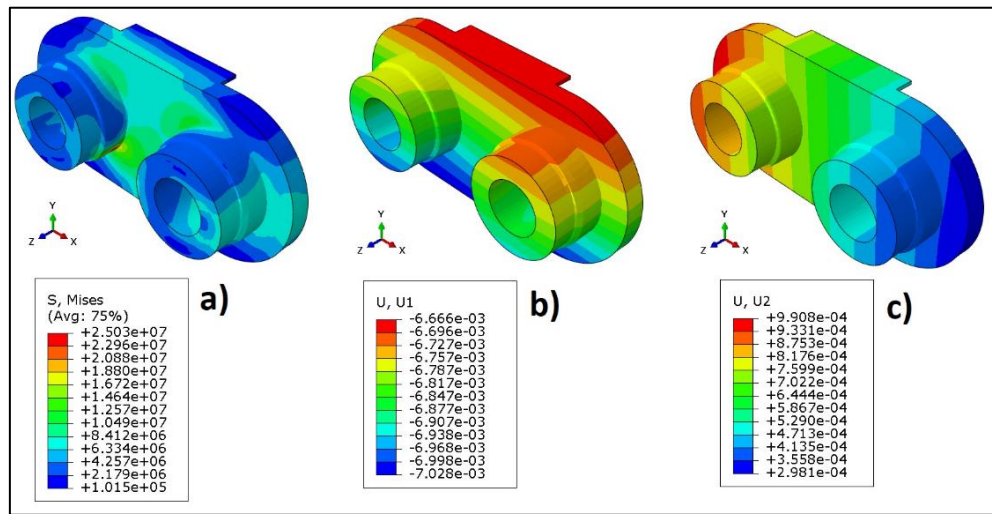 Y
Z
X
Y
Z
X
Y
Z
X
a)
S, Mises
(Avg: 75%)
+2.503e+07
+2.296e+07
+2.088e+07
+1.880e+07
+1.672e+07
+1.464e+07
+1.257e+07
+1.049e+07
+8.412e+06
+6.334e+06
+4.257e+06
+2.179e+06
+1.015e+05
b)
U, U1
-6.666e-03
-6.696e-03
-6.727e-03
-6.757e-03
-6.787e-03
-6.817e-03
-6.847e-03
-6.877e-03
-6.907e-03
-6.938e-03
-6.968e-03
-6.998e-03
-7.028e-03
c)
U, U2
+9.908e-04
+9.331e-04
+8.753e-04
+8.176e-04
+7.599e-04
+7.022e-04
+6.444e-04
+5.867e-04
+5.290e-04
+4.713e-04
+4.135e-04
+3.558e-04
+2.981e-04